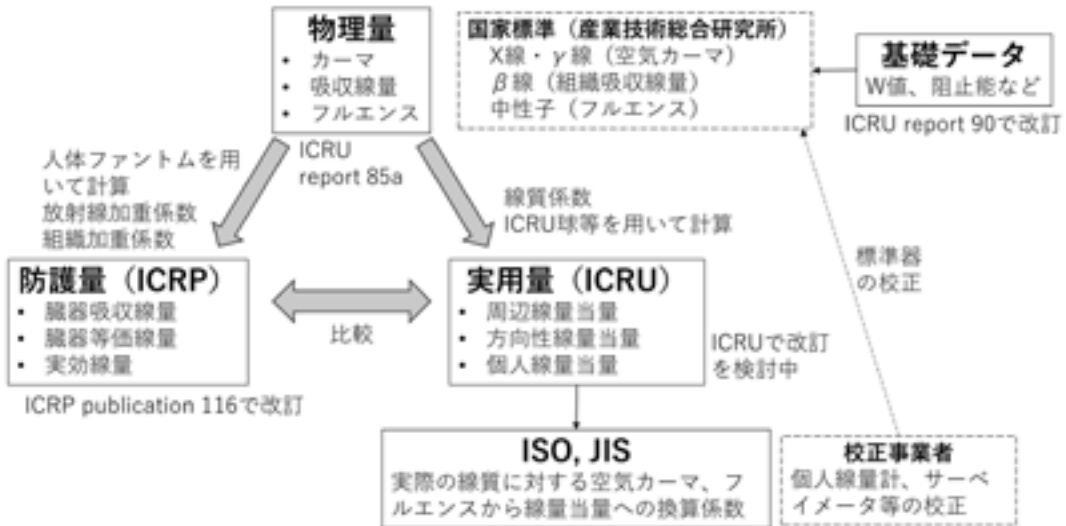 物理量
• カーマ
• 吸収線量
• フルエンス
国家標準（産業技術総合研究所）
X線・γ線（空気カーマ）
β線（組織吸収線量）
中性子（フルエンス）
基礎データ
W値、阻止能など
ICRU report 90で改訂
ICRU
report 85a
人体ファントムを用
いて計算
放射線加重係数
組織加重係数
線質係数
ICRU球等を用いて計算
標準器
の校正
防護量（ICRP）
• 臓器吸収線量
• 臓器等価線量
• 実効線量
ICRP publication 116で改訂
比較
実用量（ICRU）
• 周辺線量当量
• 方向性線量当量
• 個人線量当量
ICRUで改訂
を検討中
ISO, JIS
実際の線質に対する空気カーマ、フ
ルエンスから線量当量への換算係数
校正事業者
個人線量計、サーベ
イメータ等の校正